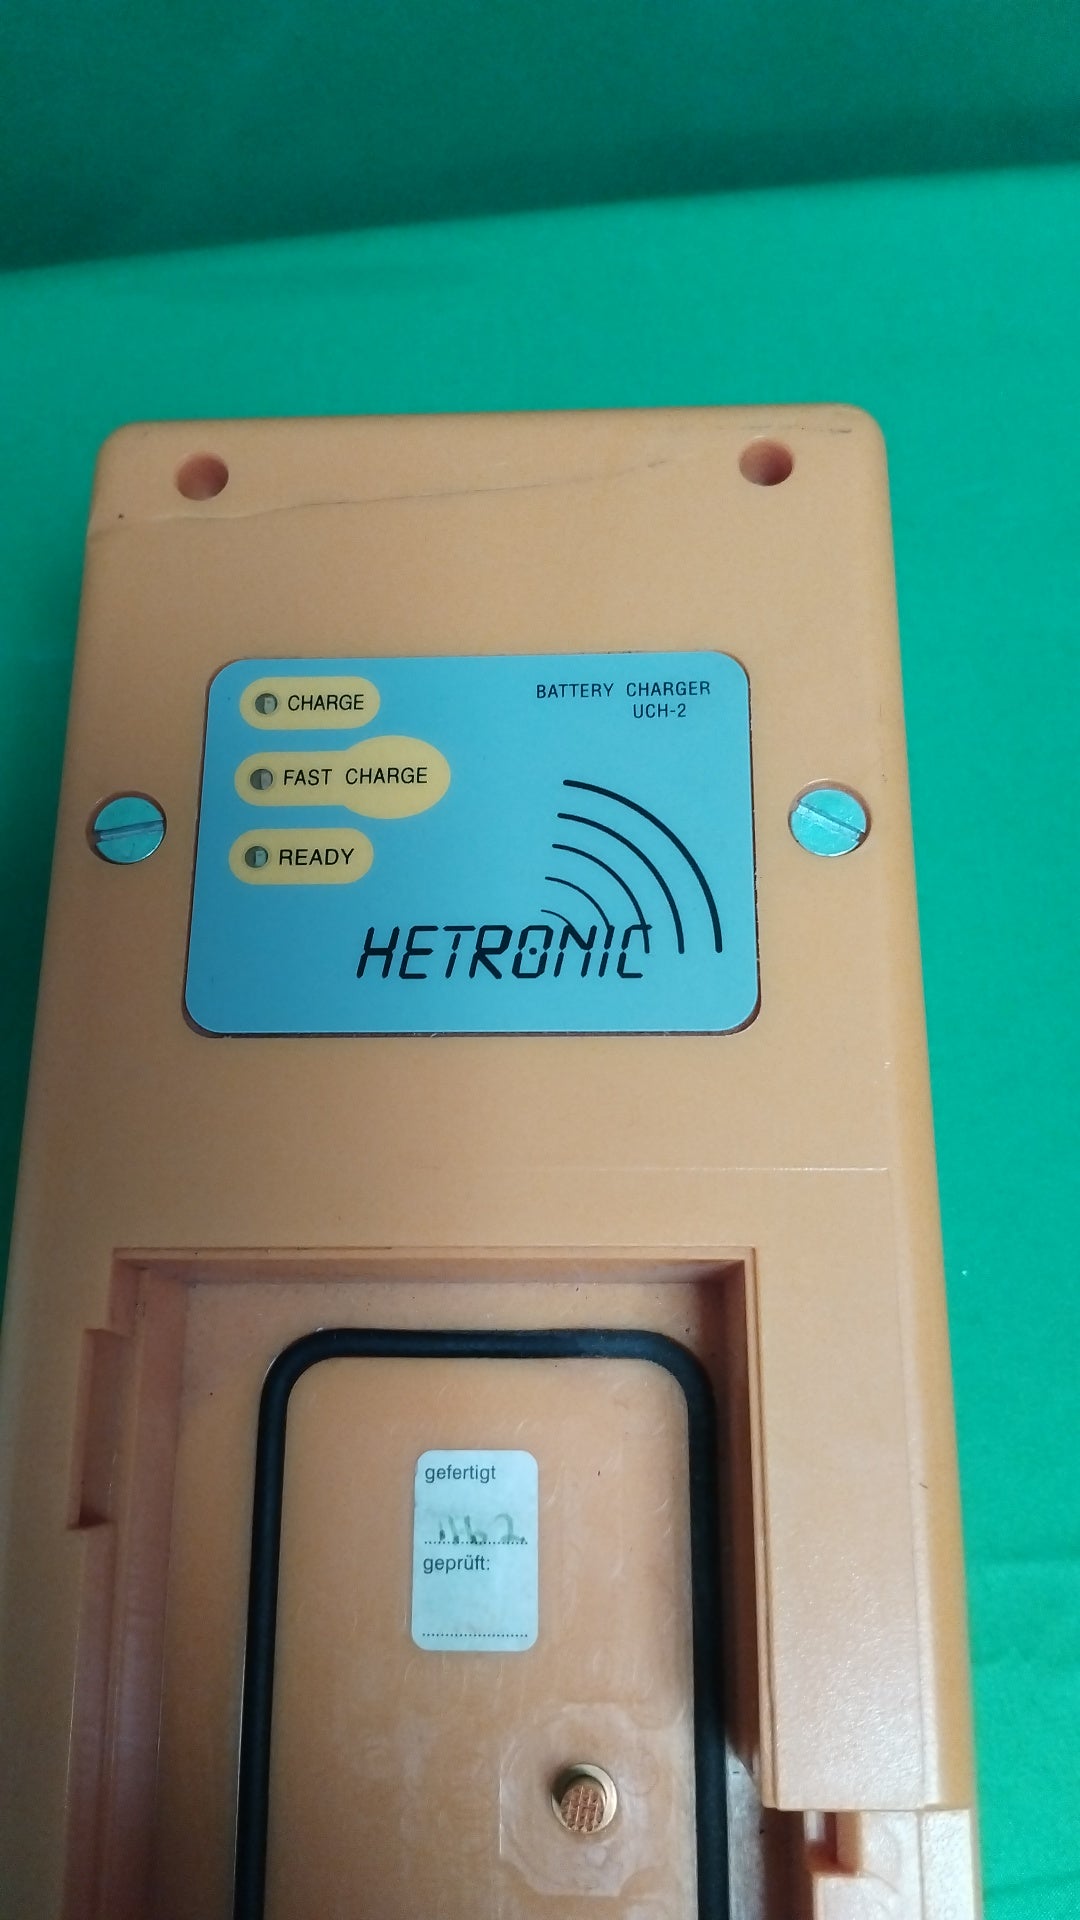 CHARGE
FAST CHARGE
READY
BATTERY CHARGER
UCH-2
HETRONIC
gefertigt
geprüft: